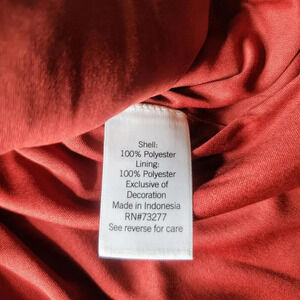 Shell:
100% Polyester
Lining:
100% Polyester
Exclusive of
Decoration
Made in Indonesia
RN#73277
See reverse for care